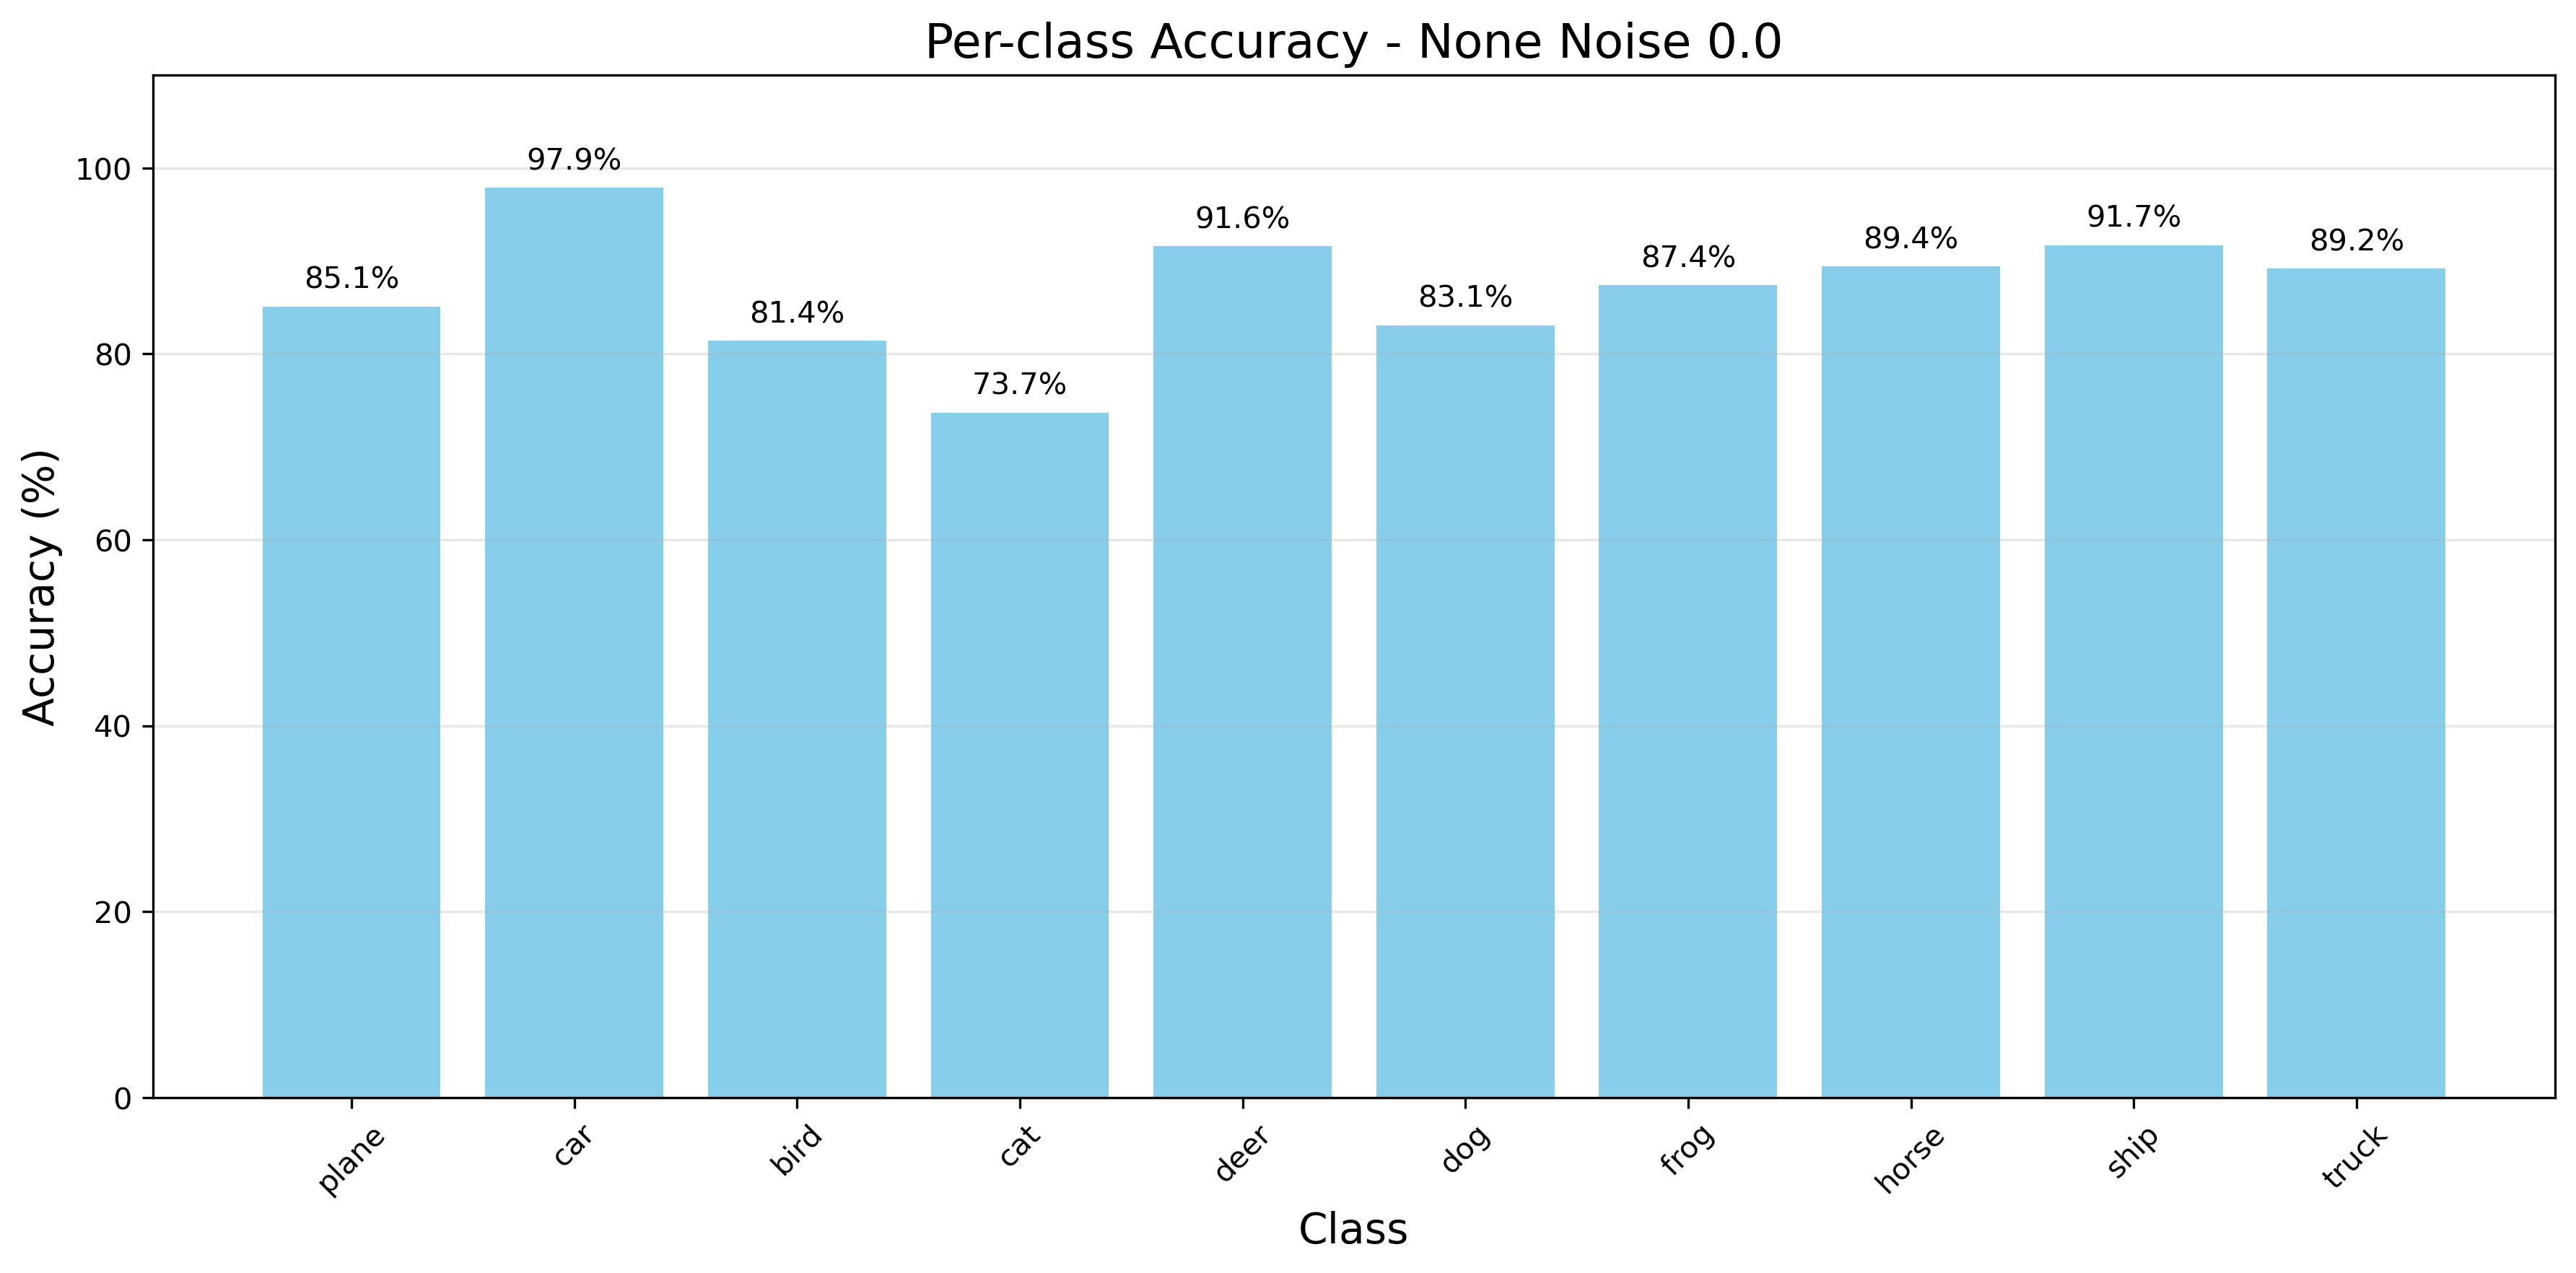 Per-class Accuracy - None Noise 0.0
Accuracy (%)
100
80
60
40
20
0
85.1%
97.9%
81.4%
73.7%
91.6%
83.1%
87.4%
89.4%
91.7%
89.2%
plane
car
bird
cat
deer
dog
frog
horse
ship
truck
Class